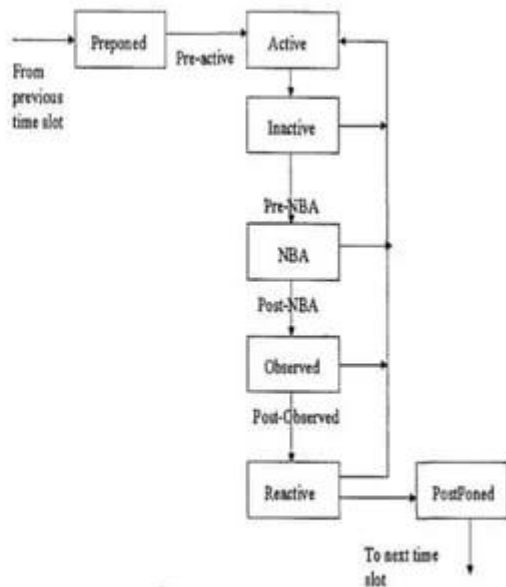 Preponed
Pre-active
Active
From
previous
time slot
Inactive
Pre-NBA
NBA
Post-NBA
Observed
Post-Observed
Reactive
PostPoned
To next time
slot